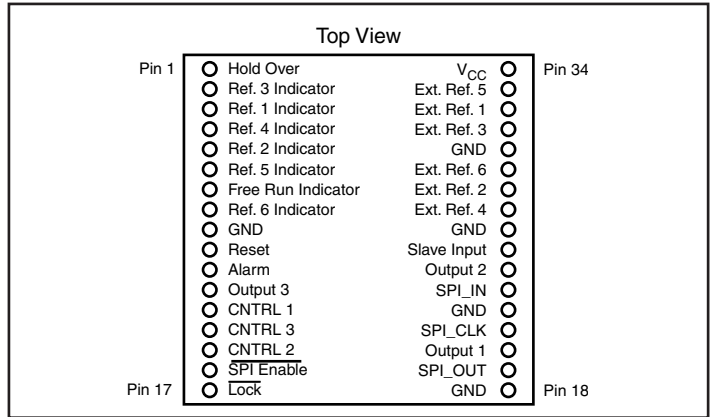 Top View
Pin 1 Hold Over V_CC Pin 34
Ref. 3 Indicator Ext. Ref. 5
Ref. 1 Indicator Ext. Ref. 1
Ref. 4 Indicator Ext. Ref. 3
Ref. 2 Indicator GND
Ref. 5 Indicator Ext. Ref. 6
Free Run Indicator Ext. Ref. 2
Ref. 6 Indicator Ext. Ref. 4
GND GND
Reset Slave Input
Alarm Output 2
Output 3 SPI_IN
CNTRL 1 GND
CNTRL 3 SPI_CLK
CNTRL 2 Output 1
SPI Enable SPI_OUT
Pin 17 Lock GND Pin 18